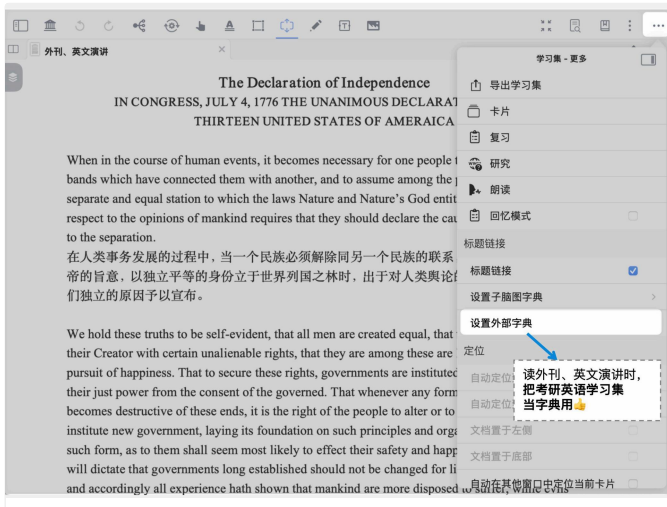 外刊、英文演讲
The Declaration of Independence
IN CONGRESS, JULY 4, 1776 THE UNANIMOUS DECLARAT
THIRTEEN UNITED STATES OF AMERAICA
When in the course of human events, it becomes necessary for one people t
bands which have connected them with another, and to assume among the p
separate and equal station to which the laws Nature and Nature's God entit
respect to the opinions of mankind requires that they should declare the cau
to the separation.
在人类事务发展的过程中，当一个民族必须解除同另一个民族的联系
帝的旨意，以独立平等的身份立于世界列国之林时，出于对人类舆论的
们独立的原因予以宣布。
We hold these truths to be self-evident, that all men are created equal, that
their Creator with certain unalienable rights, that they are among these are
pursuit of happiness. That to secure these rights, governments are instituted
their just power from the consent of the governed. That whenever any form
becomes destructive of these ends, it is the right of the people to alter or to
institute new government, laying its foundation on such principles and orga
such form, as to them shall seem most likely to effect their safety and happ
will dictate that governments long established should not be changed for li
and accordingly all experience hath shown that mankind are more disposed to suffer, while evils
学习集 - 更多
导出学习集
卡片
复习
研究
朗读
回忆模式
标题链接
标题链接
设置子脑图字典
设置外部字典
定位
自动定位
自动定位
读外刊、英文演讲时，
把考研英语学习集
当字典用👍
文档置于左侧
文档置于底部
自动在其他窗口中定位当前卡片